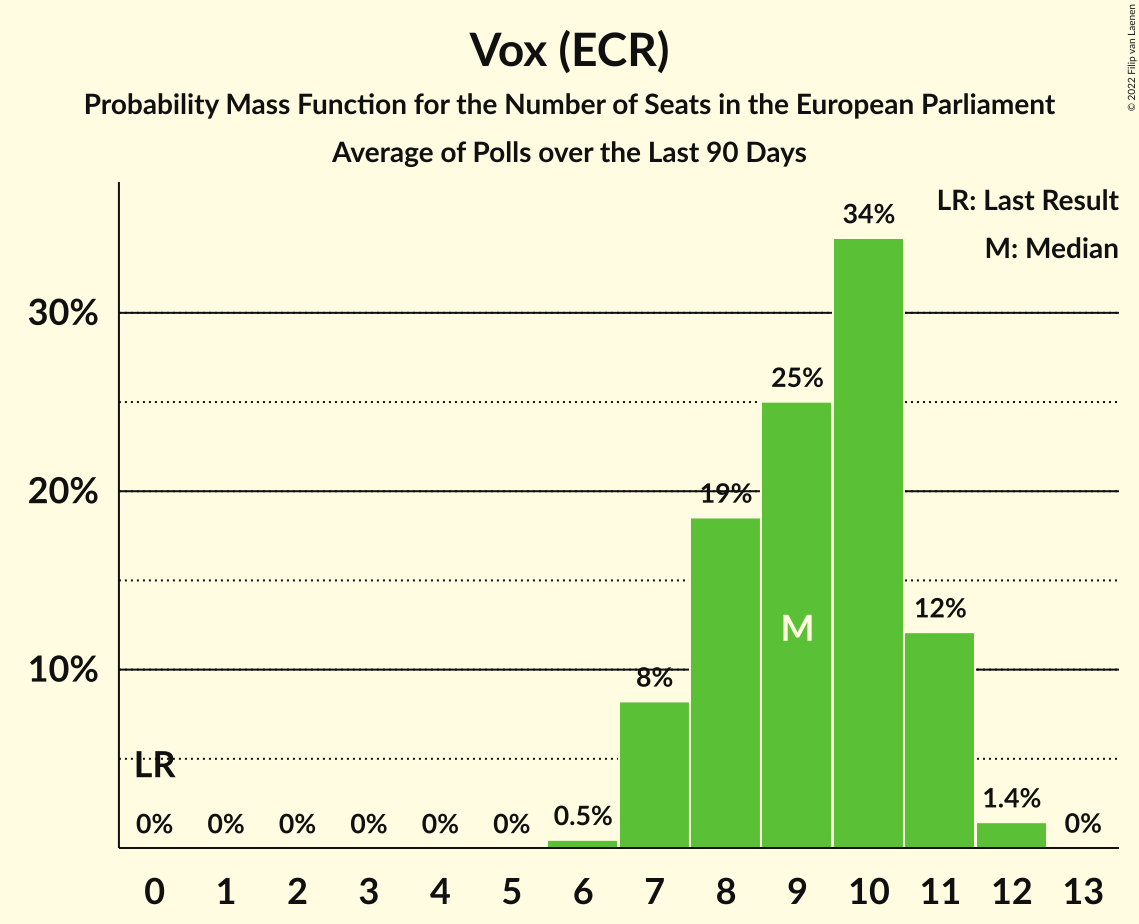 Vox (ECR)
Probability Mass Function for the Number of Seats in the European Parliament
Average of Polls over the Last 90 Days
© 2022 Filip van Laenen
LR: Last Result
M: Median
30%
20%
10%
LR
0%
0%
0%
0%
0%
0%
0.5%
8%
19%
25%
M
34%
12%
1.4%
0%
0 1 2 3 4 5 6 7 8 9 10 11 12 13